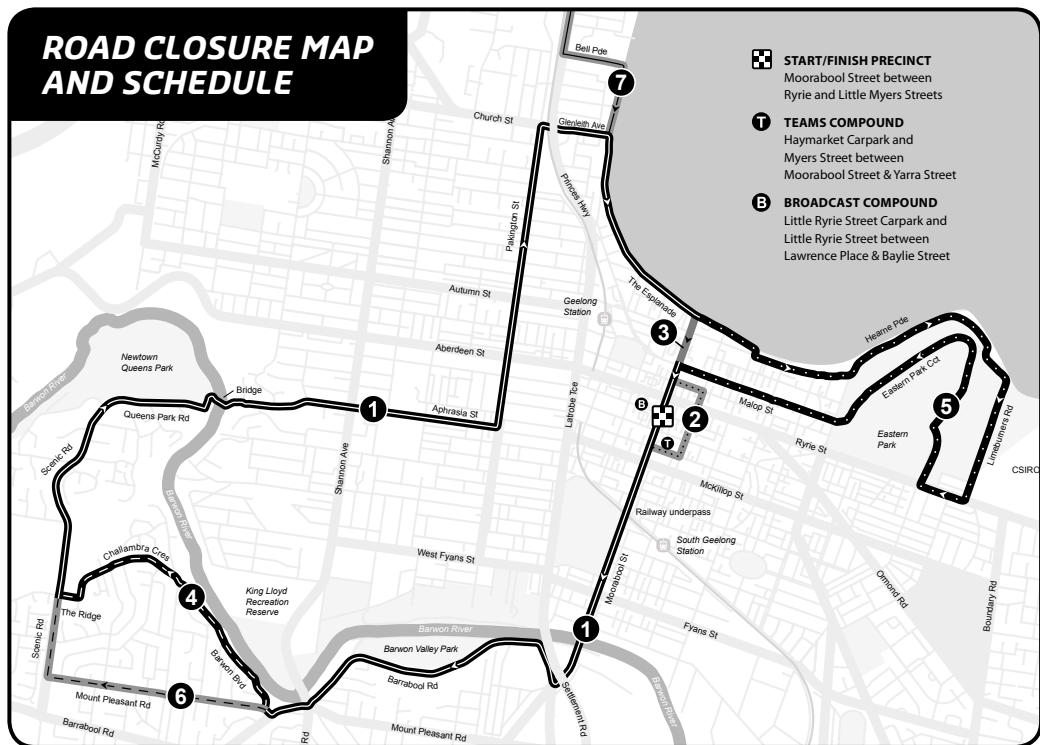 ROAD CLOSURE MAP
AND SCHEDULE
START/FINISH PRECINCT
Moorabool Street between
Ryrie and Little Myers Streets
T
TEAMS COMPOUND
Haymarket Carpark and
Myers Street between
Moorabool Street & Yarra Street
B
BROADCAST COMPOUND
Little Ryrie Street Carpark and
Little Ryrie Street between
Lawrence Place & Baylie Street
Bell Pde
7
Church St
Glenleith Ave
McCurdy Rd
Shannon Ave
Princes Hwy
Pakington St
Autumn St
Geelong
Station
The Esplanade
3
Hearne Pde
Aberdeen St
Eastern Park Cct
Newtown
Queens Park
Barwon River
Bridge
Queens Park Rd
1
Aphrasia St
Latrobe Tce
B
2
T
Malop St
Ryrie St
5
Eastern
Park
Limeburners Rd
CSIRO
Scenic Rd
Shannon Ave
Barwon River
McKillop St
Railway underpass
South Geelong
Station
Challambra Cres
West Fyans St
Moorabool St
4
King Lloyd
Recreation
Reserve
The Ridge
Ormond Rd
Boundary Rd
Fyans St
1
Barwon River
Barwon Valley Park
Barrabool Rd
Barwon Bvd
Scenic Rd
6
Mount Pleasant Rd
Barrabool Rd
Rd
Mount Pleasant Rd
Settlement Rd
Barwon River